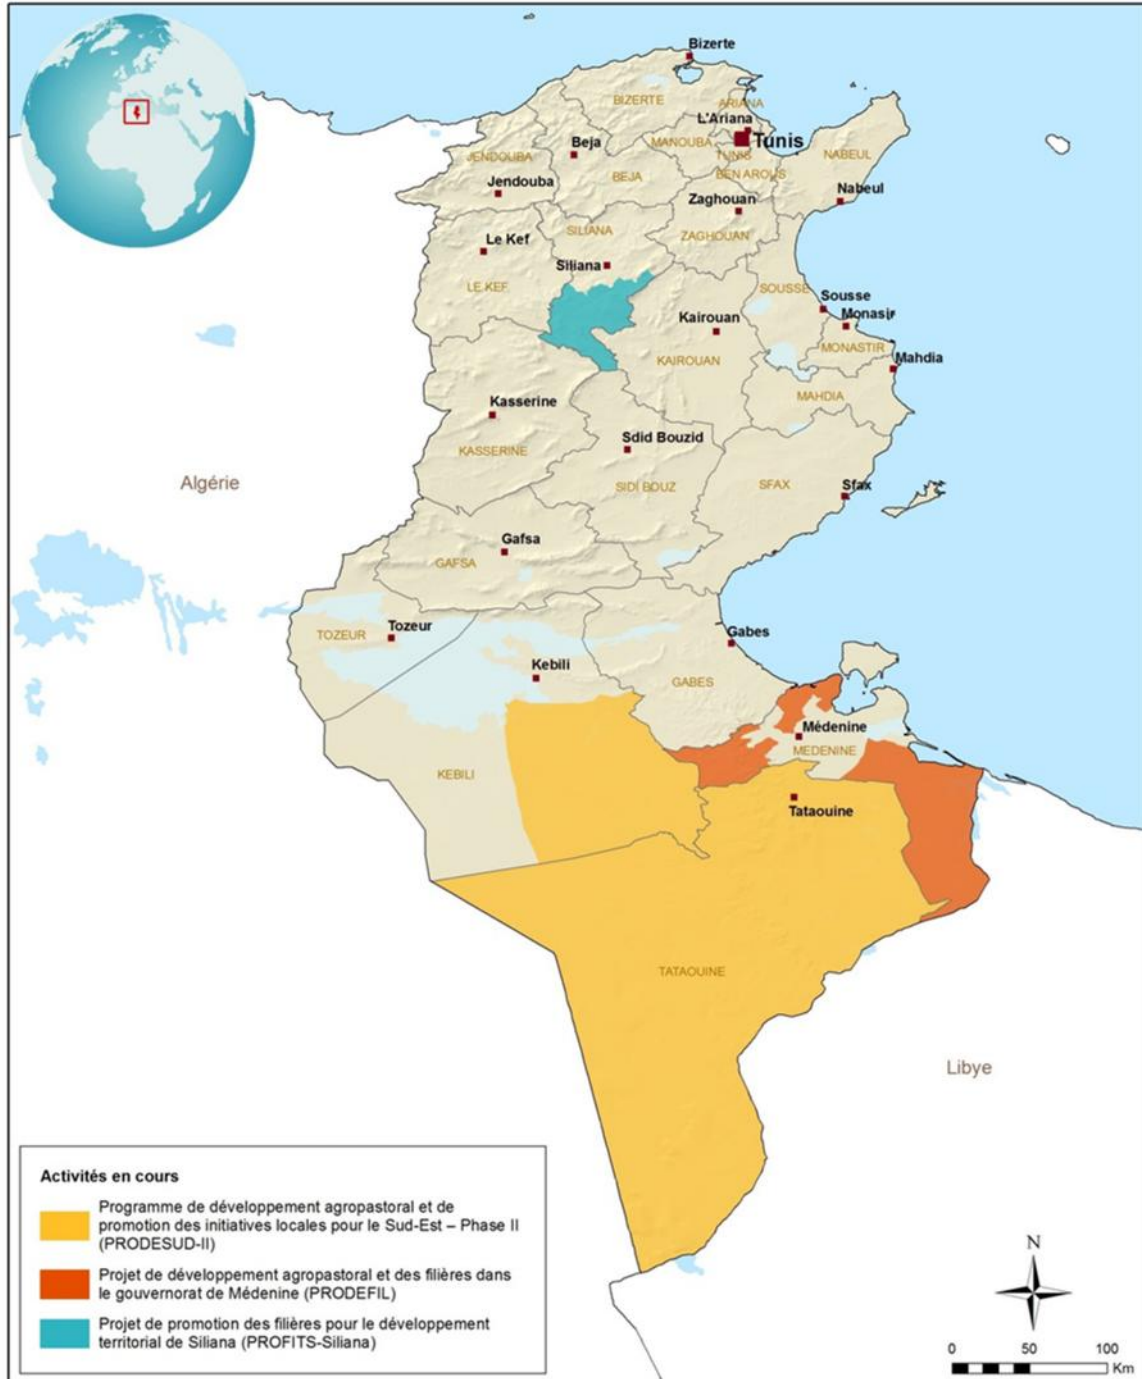 Bizerte
BIZERTE
ARIANA
L'Ariana
Tunis
Beja
MANOUBA
TUNIS
JENDOUBA
NABEUL
BEJA
BEN AROUS
Jendouba
Nabeul
Zaghouan
SILIANA
ZAGHOUAN
Le Kef
Siliana
LE KEF
SOUSSE
Sousse
Monasir
Kairouan
MONASTIR
KAIROUAN
Mahdia
MAHDIA
Kasserine
Sdid Bouzid
KASSERINE
Algérie
SIDI BOUZ
SFAX
Sfax
Gafsa
GAFSA
Tozeur
TOZEUR
Gabes
Kebili
GABES
Médenine
MEDENINE
KEBILI
Tataouine
TATAOUINE
Libye
Activités en cours
Programme de développement agropastoral et de
promotion des initiatives locales pour le Sud-Est – Phase II
(PRODESUD-II)
Projet de développement agropastoral et des filières dans
le gouvernorat de Médenine (PRODEFIL)
Projet de promotion des filières pour le développement
territorial de Siliana (PROFITS-Siliana)
N
0 50 100
Km